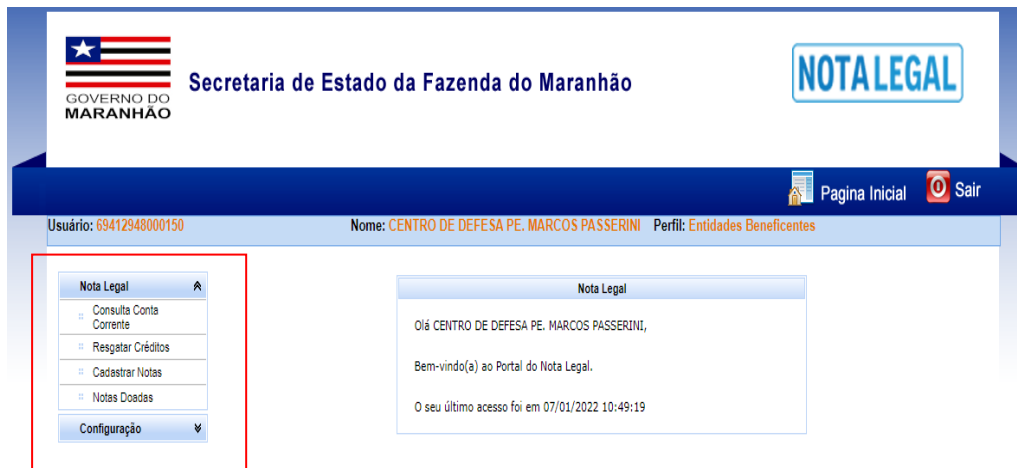 GOVERNO DO
MARANHÃO
Secretaria de Estado da Fazenda do Maranhão
NOTA LEGAL
Pagina Inicial
Sair
Usuário: 69412948000150 Nome: CENTRO DE DEFESA PE. MARCOS PASSERINI Perfil: Entidades Beneficentes
Nota Legal
Consulta Conta
Corrente
Resgatar Créditos
Cadastrar Notas
Notas Doadas
Configuração
Nota Legal
Olá CENTRO DE DEFESA PE. MARCOS PASSERINI,
Bem-vindo(a) ao Portal do Nota Legal.
O seu último acesso foi em 07/01/2022 10:49:19